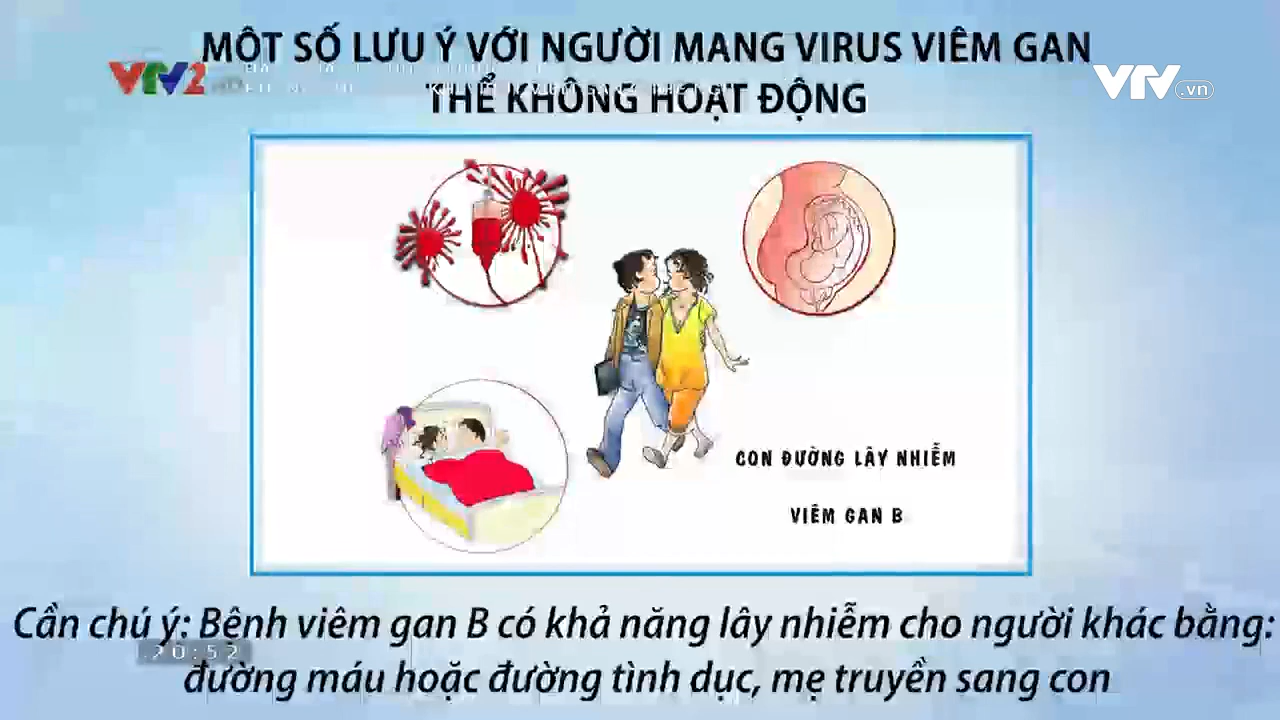 MỘT SỐ LƯU Ý VỚI NGƯỜI MANG VIRUS VIÊM GAN
THỂ KHÔNG HOẠT ĐỘNG
VTV2
VTV.vn
CON ĐƯỜNG LÂY NHIỄM
VIÊM GAN B
Cần chú ý: Bệnh viêm gan B có khả năng lây nhiễm cho người khác bằng:
đường máu hoặc đường tình dục, mẹ truyền sang con
20:52